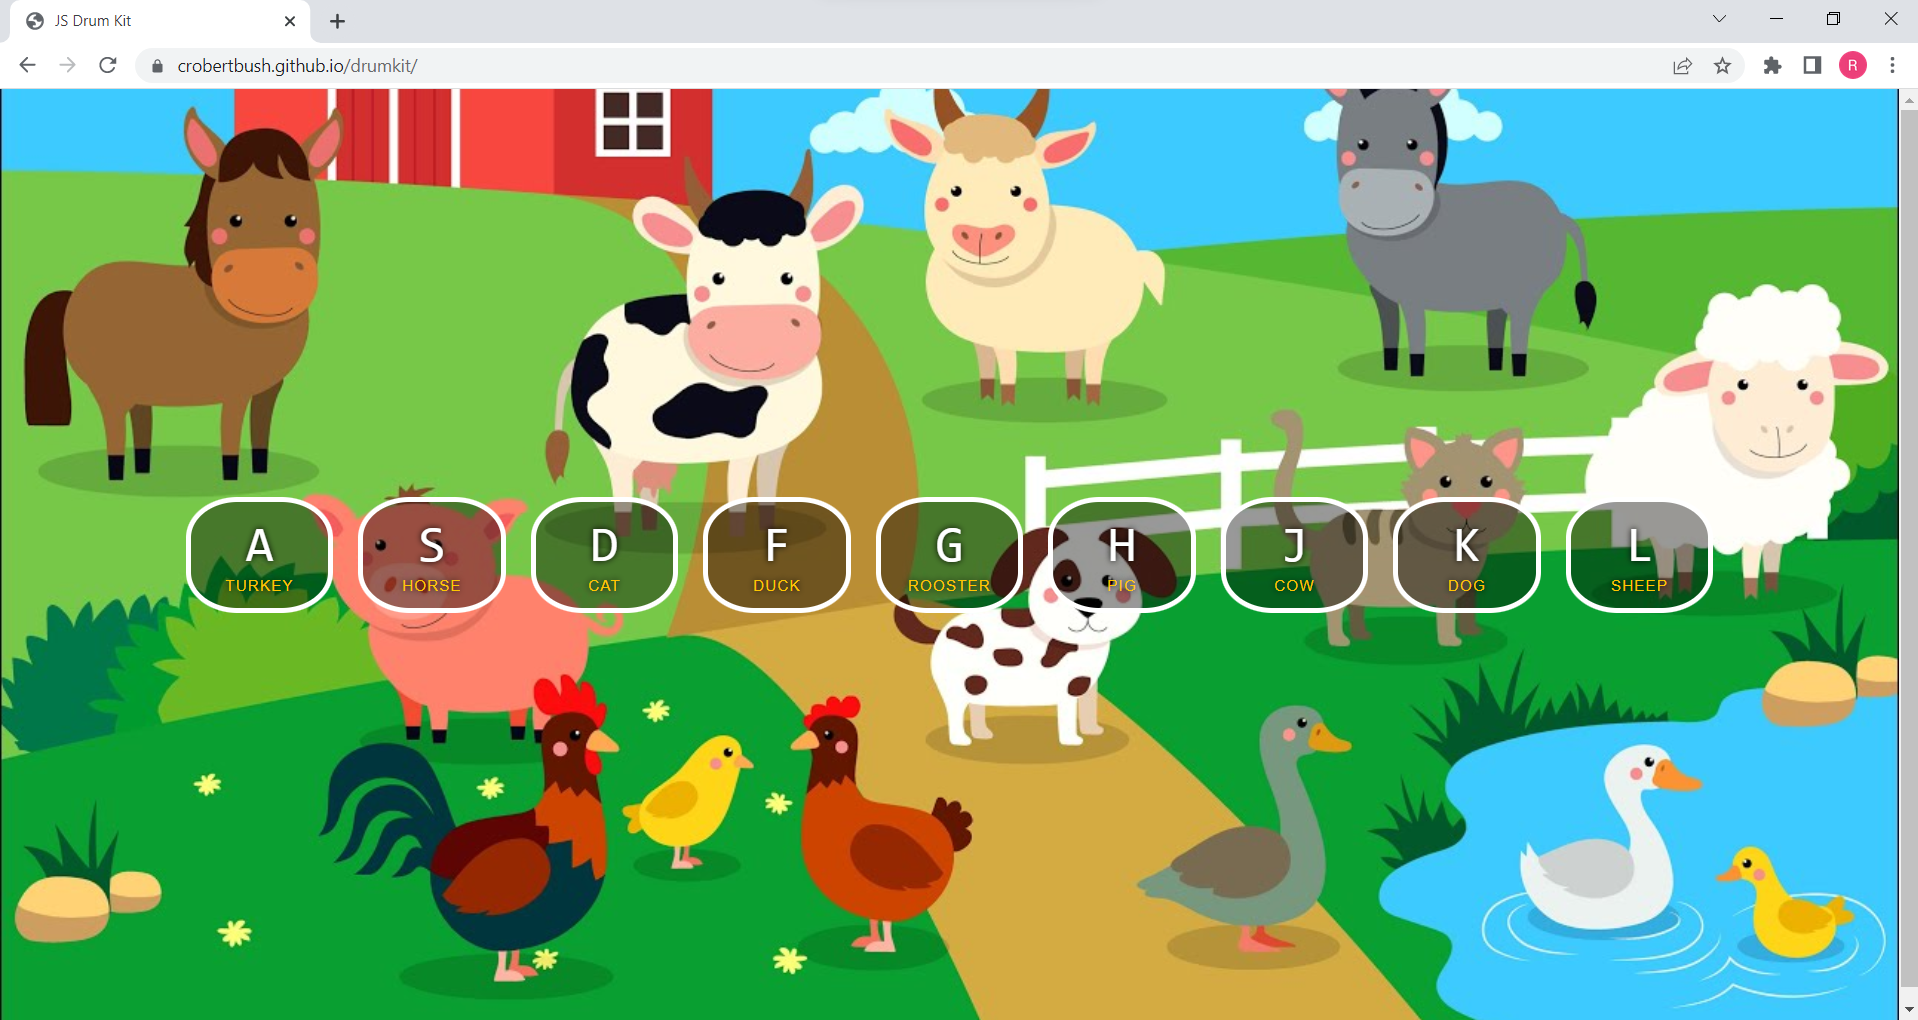 JS Drum Kit
crobertbush.github.io/drumkit/
R
A
TURKEY
S
HORSE
D
CAT
F
DUCK
G
ROOSTER
H
PIG
J
COW
K
DOG
L
SHEEP